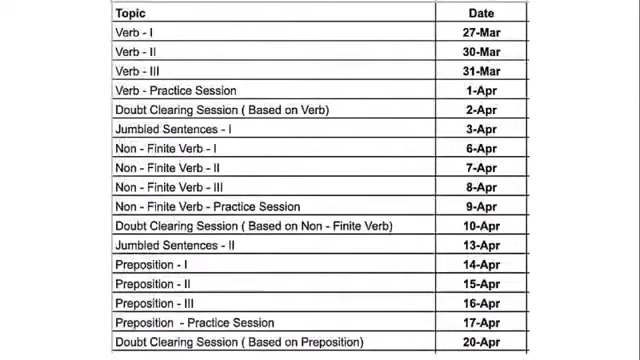 Topic Date
Verb - I 27-Mar
Verb - II 30-Mar
Verb - III 31-Mar
Verb - Practice Session 1-Apr
Doubt Clearing Session ( Based on Verb) 2-Apr
Jumbled Sentences - I 3-Apr
Non - Finite Verb - I 6-Apr
Non - Finite Verb - II 7-Apr
Non - Finite Verb - III 8-Apr
Non - Finite Verb - Practice Session 9-Apr
Doubt Clearing Session ( Based on Non - Finite Verb) 10-Apr
Jumbled Sentences - II 13-Apr
Preposition - I 14-Apr
Preposition - II 15-Apr
Preposition - III 16-Apr
Preposition - Practice Session 17-Apr
Doubt Clearing Session ( Based on Preposition) 20-Apr